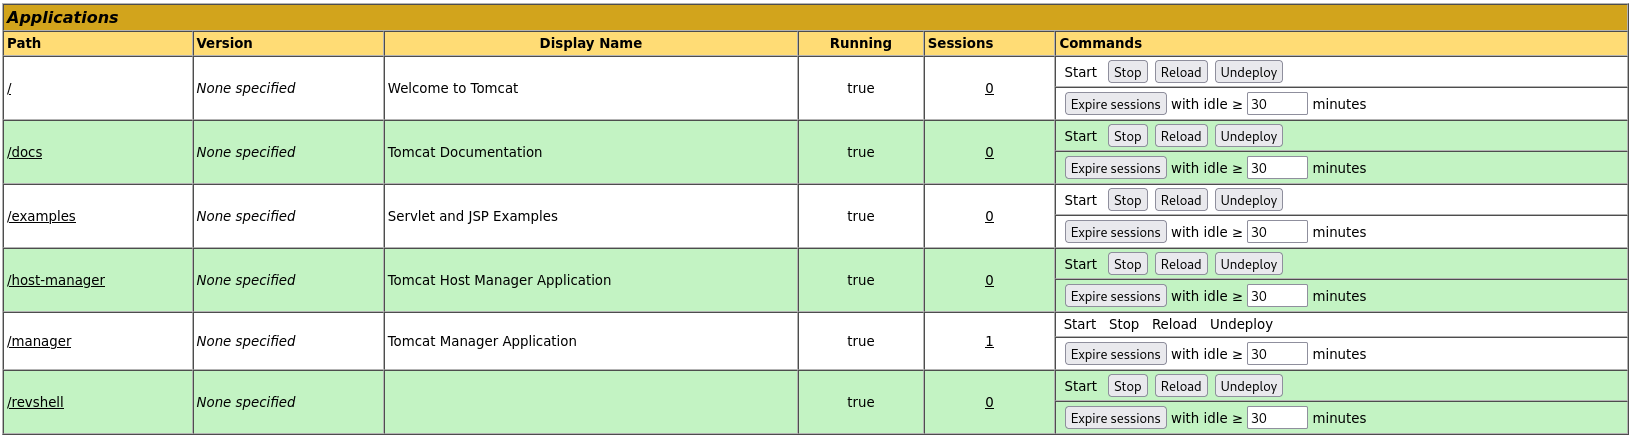 Applications
Path Version Display Name Running Sessions Commands
/ None specified Welcome to Tomcat true 0 Start Stop Reload Undeploy
Expire sessions with idle ≥ 30 minutes
/docs None specified Tomcat Documentation true 0 Start Stop Reload Undeploy
Expire sessions with idle ≥ 30 minutes
/examples None specified Servlet and JSP Examples true 0 Start Stop Reload Undeploy
Expire sessions with idle ≥ 30 minutes
/host-manager None specified Tomcat Host Manager Application true 0 Start Stop Reload Undeploy
Expire sessions with idle ≥ 30 minutes
/manager None specified Tomcat Manager Application true 1 Start Stop Reload Undeploy
Expire sessions with idle ≥ 30 minutes
/revshell None specified true 0 Start Stop Reload Undeploy
Expire sessions with idle ≥ 30 minutes